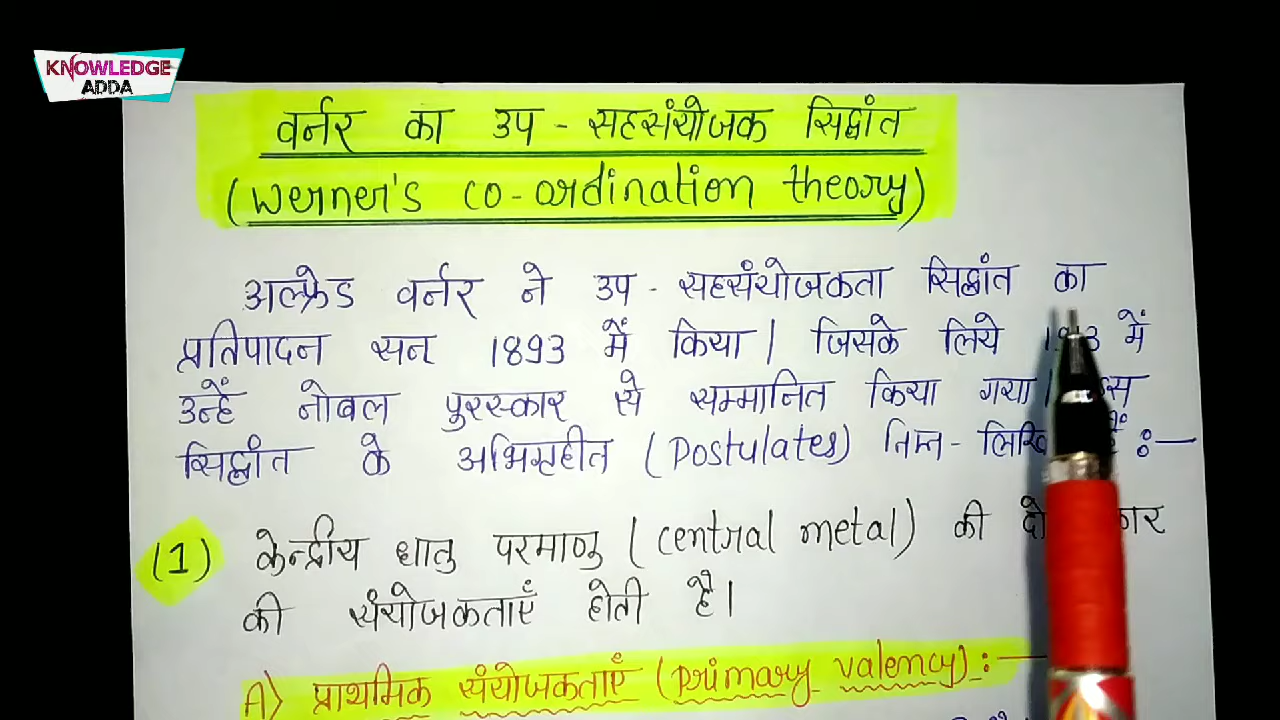 KNOWLEDGE
ADDA
वर्नर का उप - सहसंयोजक सिद्धांत
(Werner's co-ordination theory)
अल्फ्रेड वर्नर ने उप - सहसंयोजकता सिद्धांत का
प्रतिपादन सन् 1893 में किया | जिसके लिये में
उन्हें नोबल पुरस्कार से सम्मानित किया गया |
सिद्धांत के अभिगृहीत (Postulates) निम्न - :—
(1) केन्द्रीय धातु परमाणु (central metal) की
की संयोजकताएँ होती है |
A) प्राथमिक संयोजकताएँ (Primary valency) :—